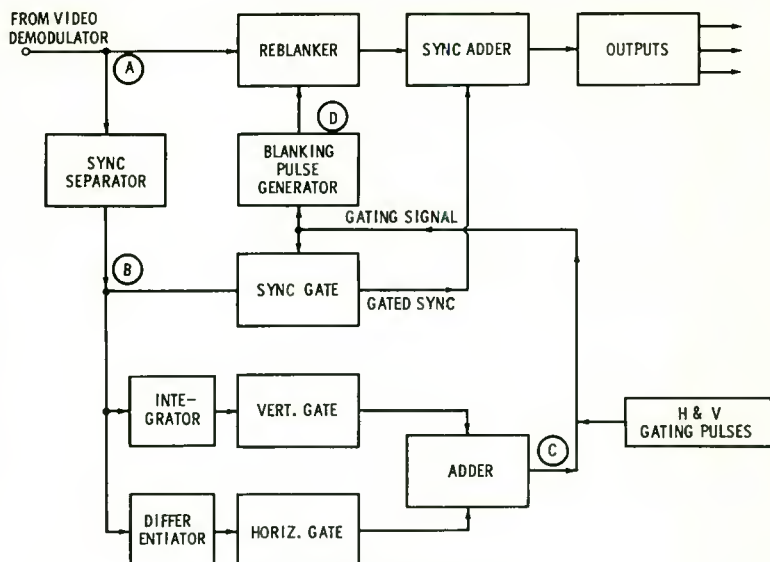 FROM VIDEO
DEMODULATOR
A
REBLANKER
SYNC ADDER
OUTPUTS
D
SYNC
SEPARATOR
BLANKING
PULSE
GENERATOR
GATING SIGNAL
B
SYNC GATE
GATED SYNC
INTE-
GRATOR
VERT. GATE
H & V
GATING PULSES
C
ADDER
DIFFER
ENTIATOR
HORIZ. GATE